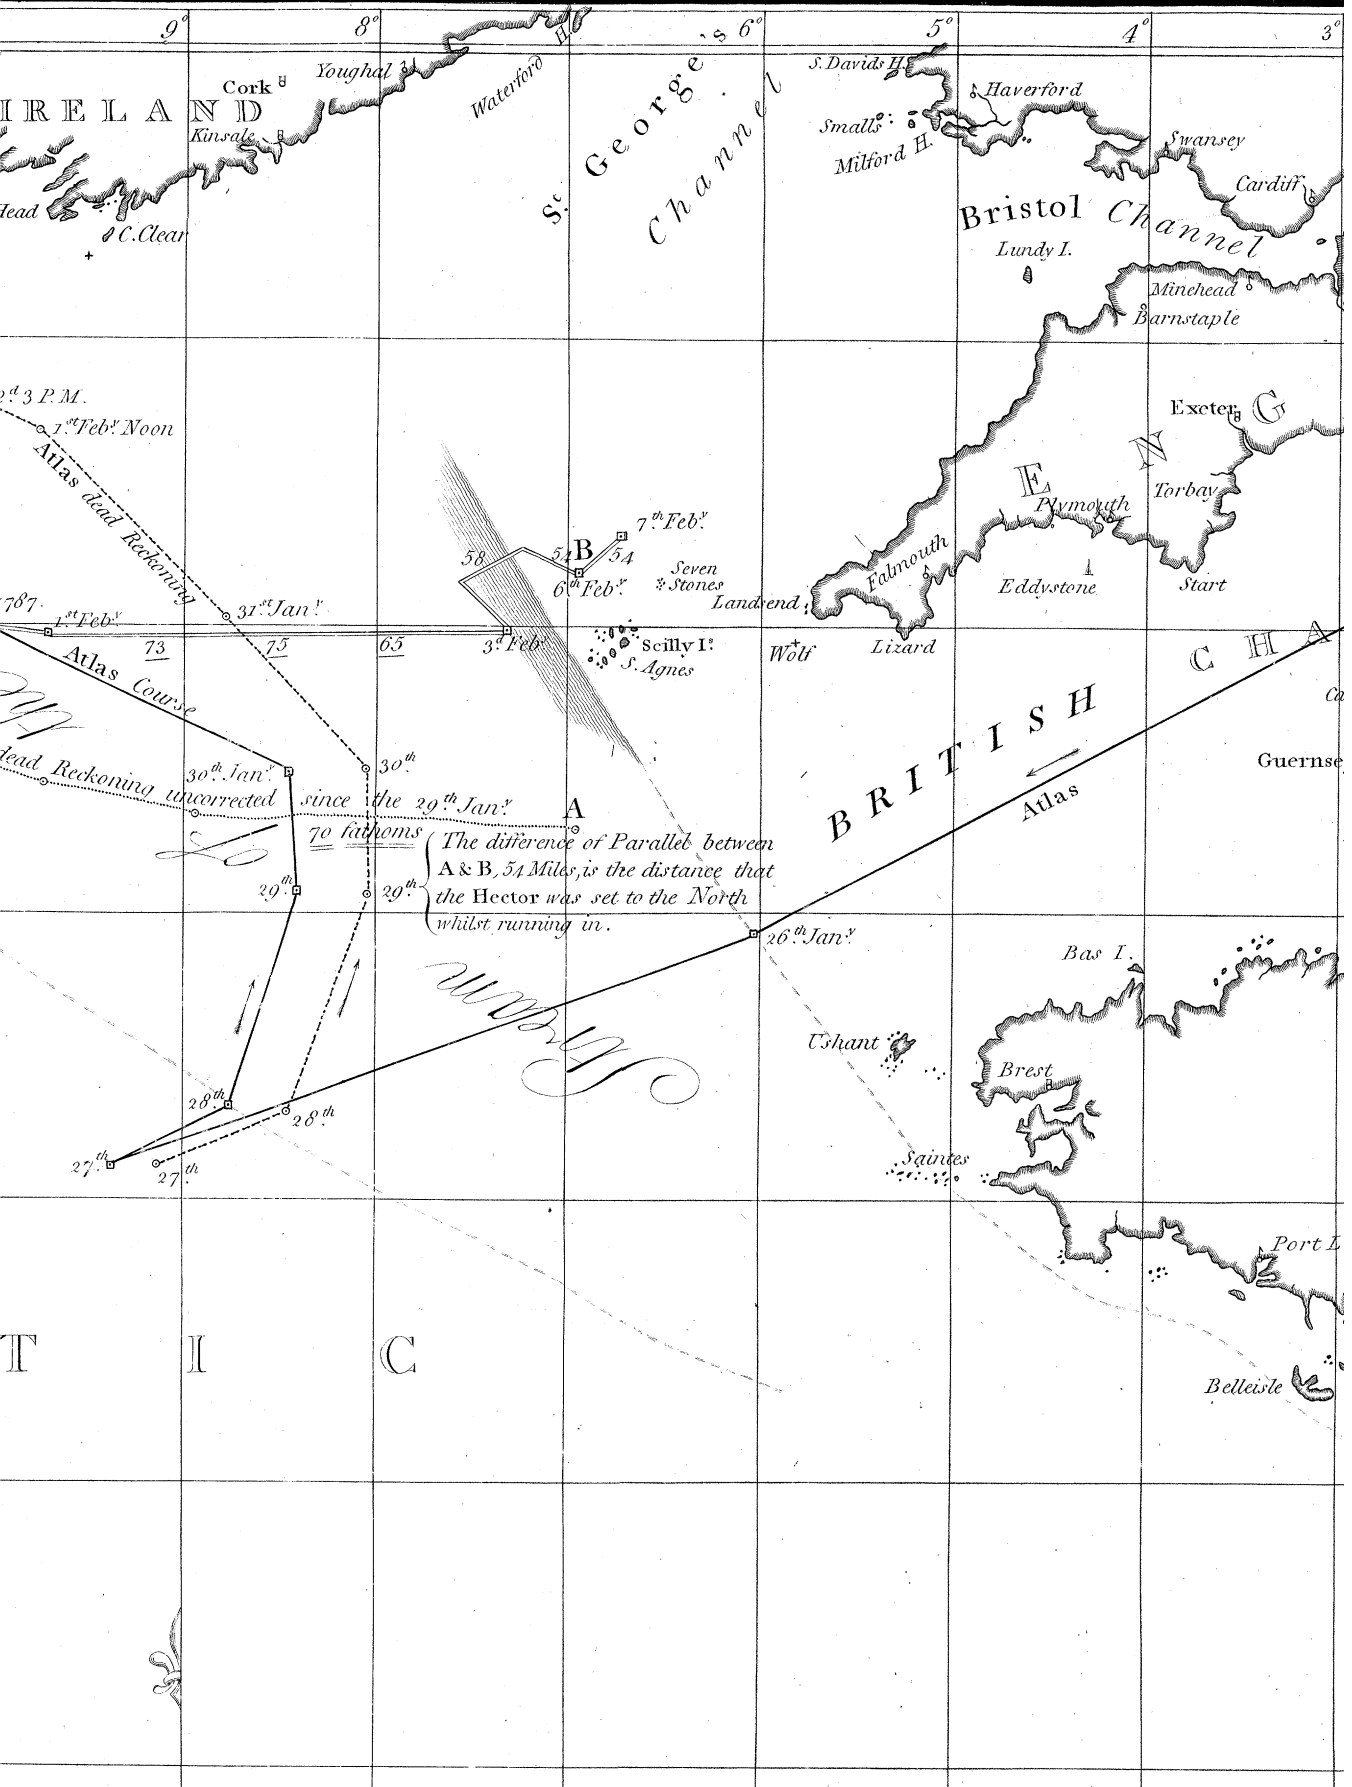 9° 8° 6° 5° 4° 3°
Waterford H.
St. George's
Channel
S. Davids H.
Youghal
Cork
Haverford
IRELAND
Smalls
Kinsale
Milford H.
Swansey
Cardiff
Head
C. Clear
Bristol Channel
Lundy I.
Minehead
Barnstaple
2d 3 P.M.
1st Feby. Noon
Exeter
E N G
Atlas dead Reckoning
Torbay
Plymouth
7th Feby.
58
54
B
54
6th Feby.
Seven
Stones
Falmouth
Eddystone
Start
Landsend
787.
1st Feby.
31st Jany.
73
75
65
3d Feby.
Scilly Is.
S. Agnes
Wolf
Lizard
Atlas Course
BRITISH CHA
Ca
Guernse
Atlas
30th Jany.
30th
dead Reckoning uncorrected since the 29th Jany.
A
70 fathoms
The difference of Parallel between
A & B, 54 Miles, is the distance that
the Hector was set to the North
whilst running in.
29th
29th
26th Jany.
Stream
Bas I.
Ushant
Brest
28th
28th
27th
27th
Saintes
Port L
T I C
Belleisle